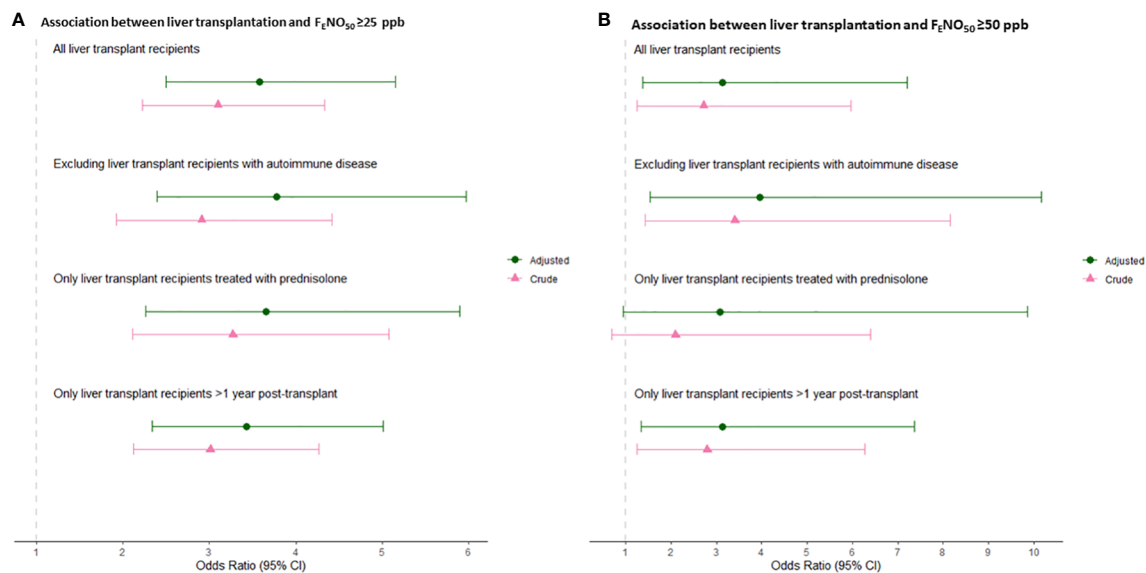 A Association between liver transplantation and FENO50 ≥25 ppb
All liver transplant recipients
Excluding liver transplant recipients with autoimmune disease
Only liver transplant recipients treated with prednisolone
Only liver transplant recipients >1 year post-transplant
Adjusted
Crude
1 2 3 4 5 6
Odds Ratio (95% CI)
B Association between liver transplantation and FENO50 ≥50 ppb
All liver transplant recipients
Excluding liver transplant recipients with autoimmune disease
Only liver transplant recipients treated with prednisolone
Only liver transplant recipients >1 year post-transplant
Adjusted
Crude
1 2 3 4 5 6 7 8 9 10
Odds Ratio (95% CI)